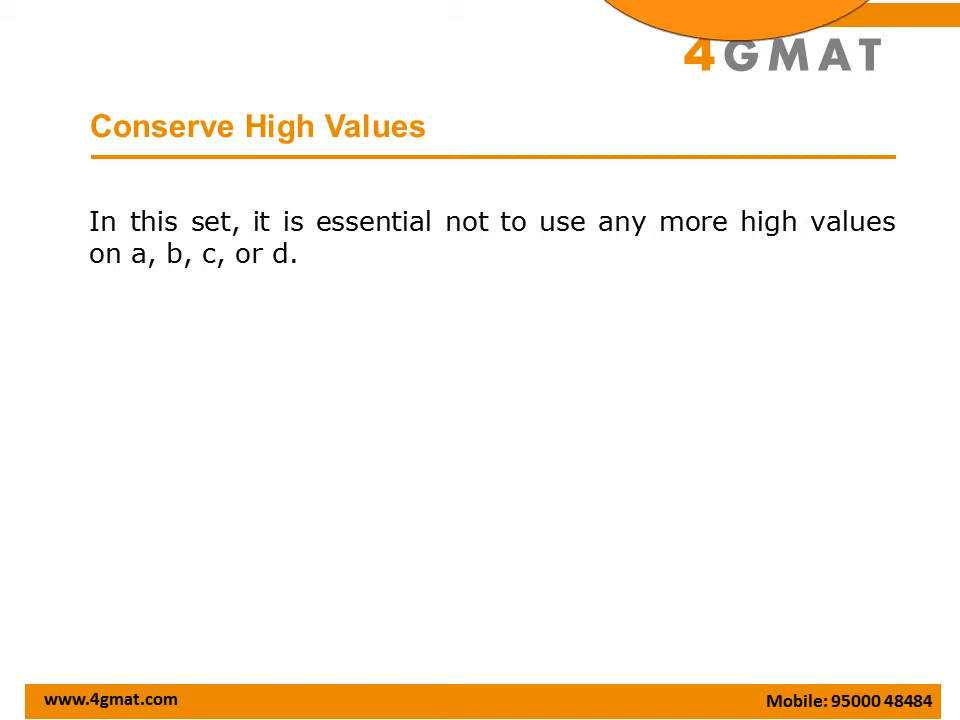 4GMAT
Conserve High Values
In this set, it is essential not to use any more high values
on a, b, c, or d.
www.4gmat.com
Mobile: 95000 48484